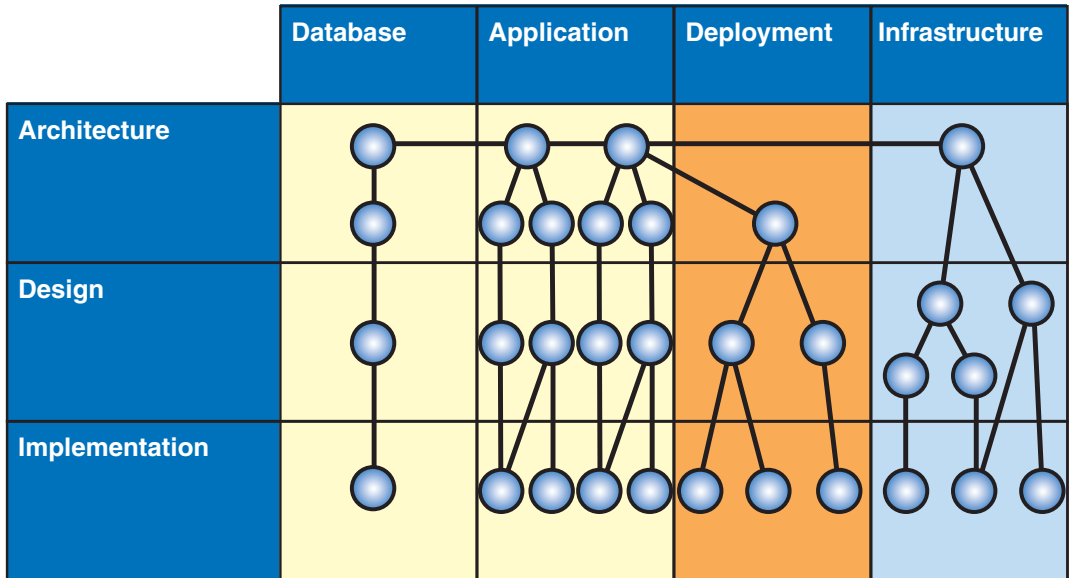 Database
Application
Deployment
Infrastructure
Architecture
Design
Implementation